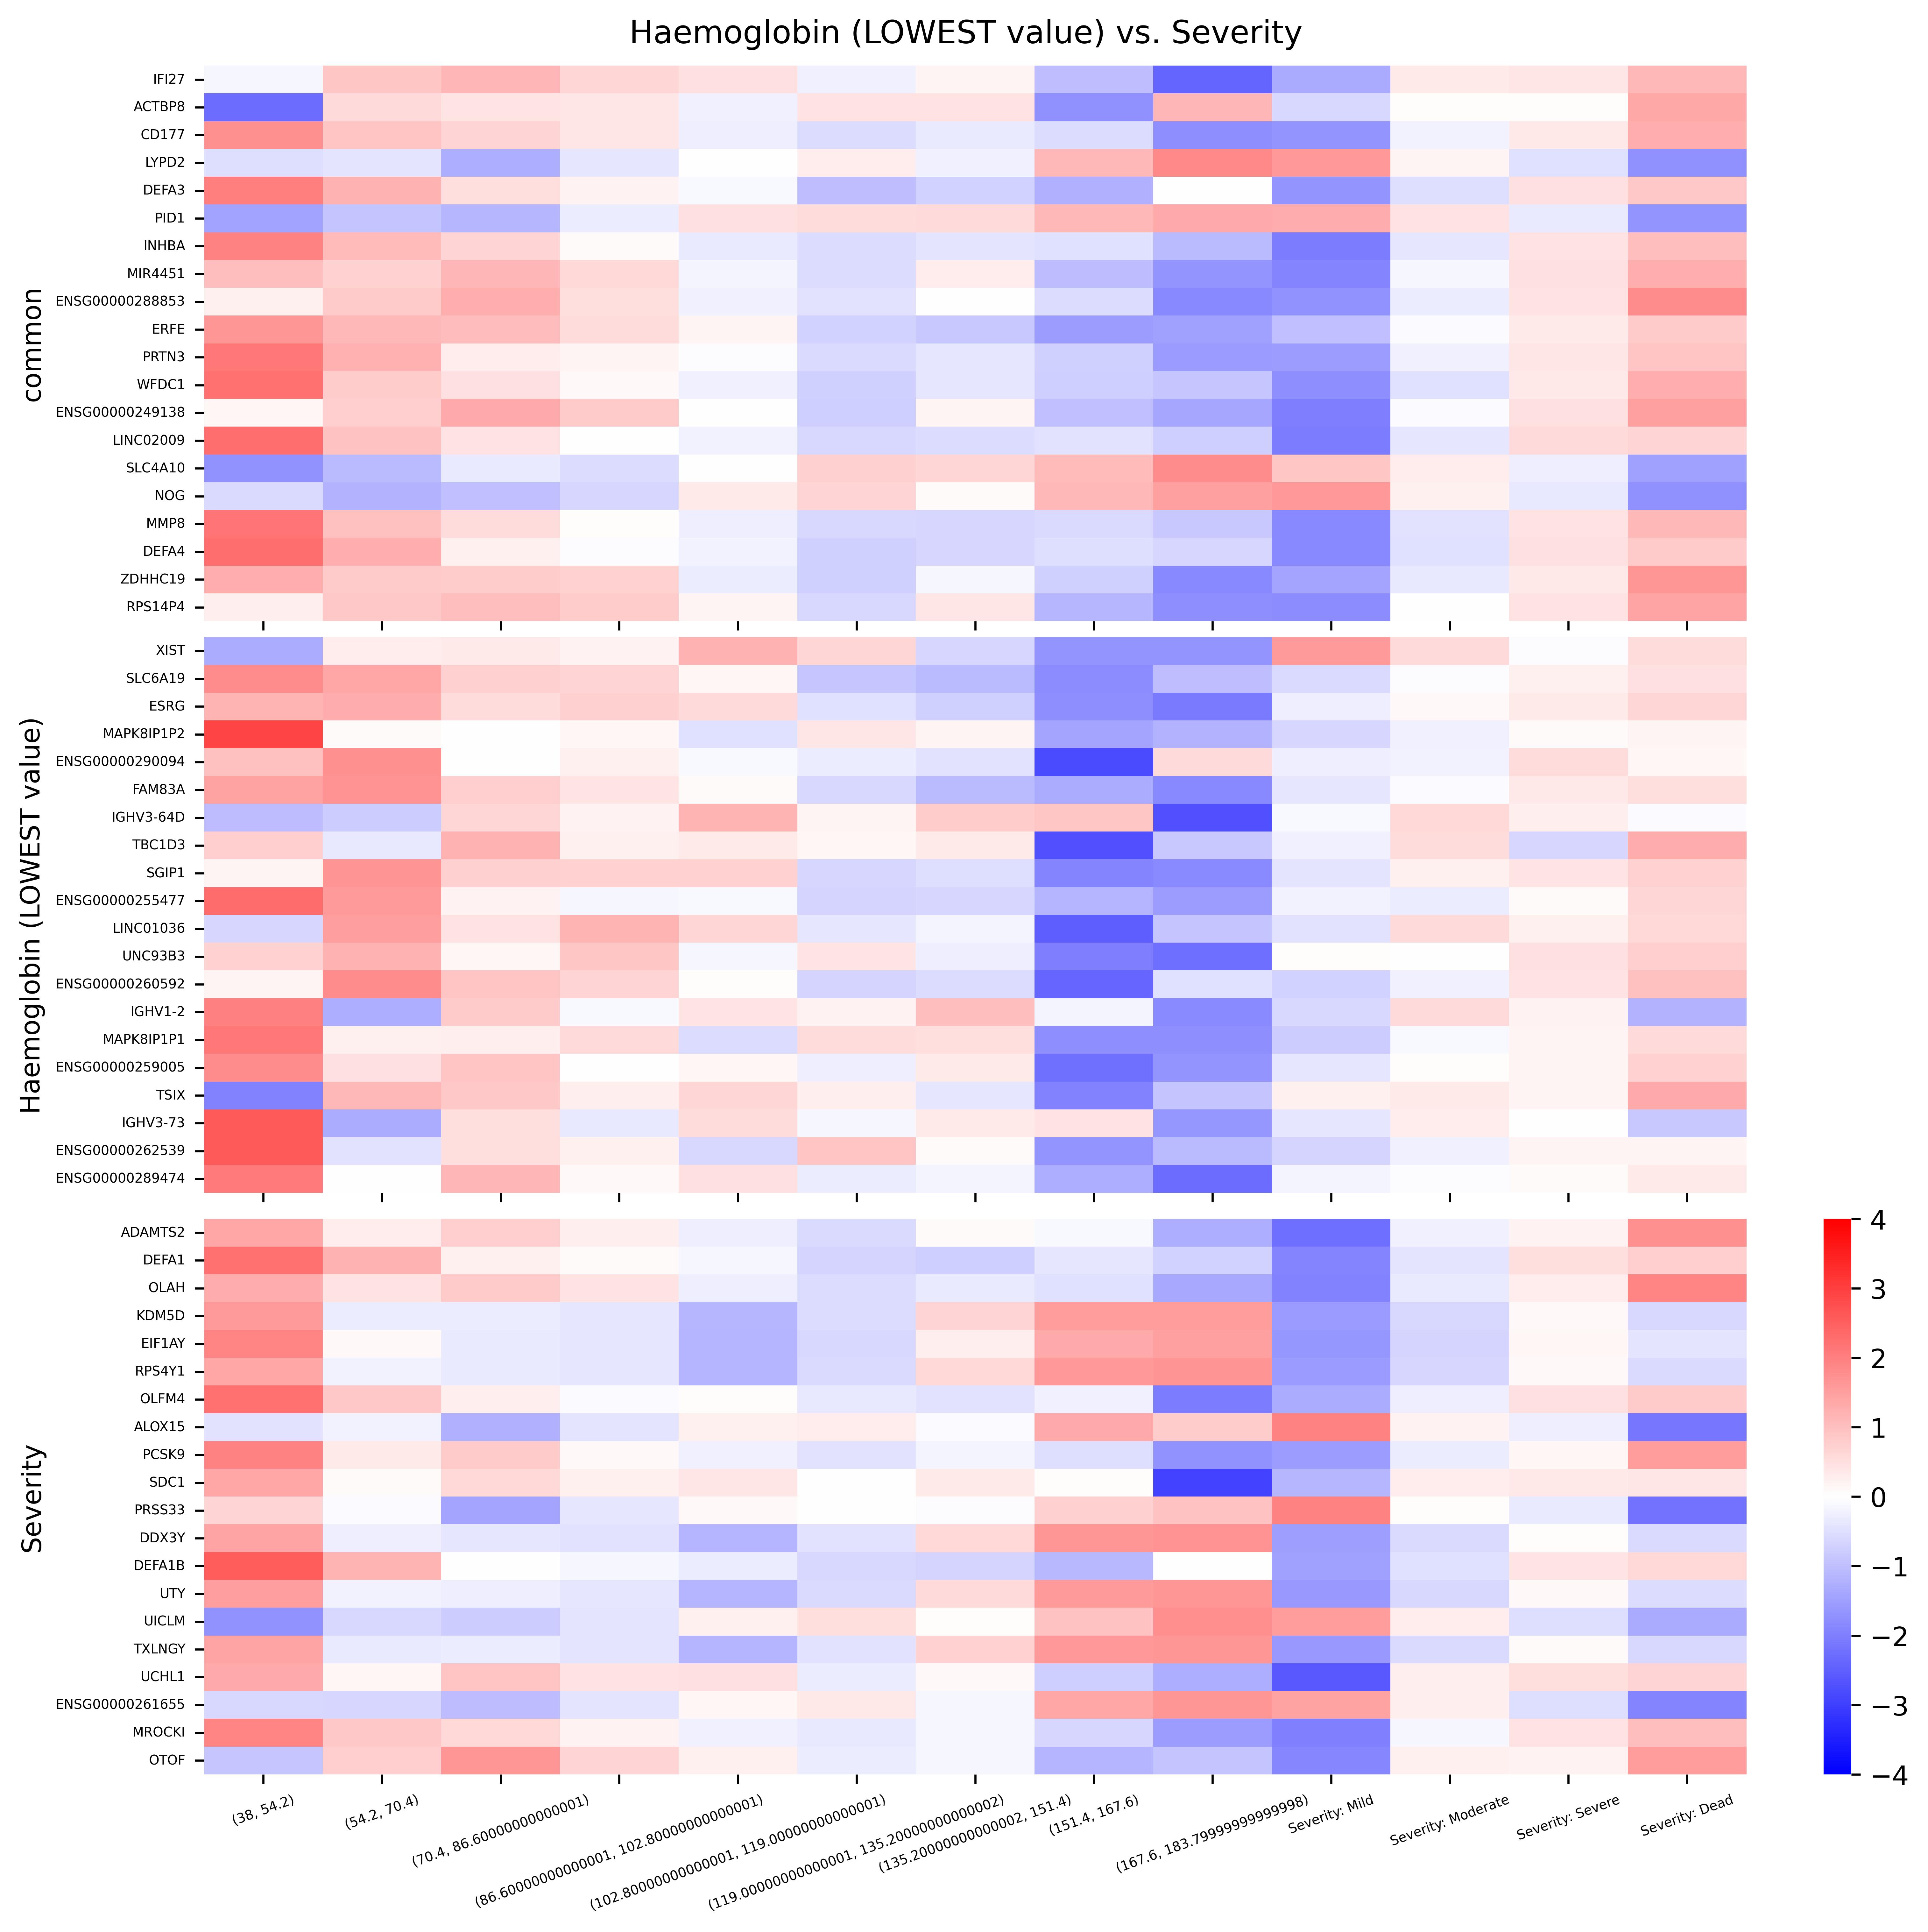 Haemoglobin (LOWEST value) vs. Severity
common
IFI27
ACTBP8
CD177
LYPD2
DEFA3
PID1
INHBA
MIR4451
ENSG00000288853
ERFE
PRTN3
WFDC1
ENSG00000249138
LINC02009
SLC4A10
NOG
MMP8
DEFA4
ZDHHC19
RPS14P4
Haemoglobin (LOWEST value)
XIST
SLC6A19
ESRG
MAPK8IP1P2
ENSG00000290094
FAM83A
IGHV3-64D
TBC1D3
SGIP1
ENSG00000255477
LINC01036
UNC93B3
ENSG00000260592
IGHV1-2
MAPK8IP1P1
ENSG00000259005
TSIX
IGHV3-73
ENSG00000262539
ENSG00000289474
Severity
ADAMTS2
DEFA1
OLAH
KDM5D
EIF1AY
RPS4Y1
OLFM4
ALOX15
PCSK9
SDC1
PRSS33
DDX3Y
DEFA1B
UTY
UICLM
TXLNGY
UCHL1
ENSG00000261655
MROCKI
OTOF
(38, 54.2)
(54.2, 70.4)
(70.4, 86.60000000000001)
(86.60000000000001, 102.80000000000001)
(102.80000000000001, 119.00000000000001)
(119.00000000000001, 135.20000000000002)
(135.20000000000002, 151.4)
(151.4, 167.6)
(167.6, 183.79999999999998)
Severity: Mild
Severity: Moderate
Severity: Severe
Severity: Dead
4
3
2
1
0
−1
−2
−3
−4